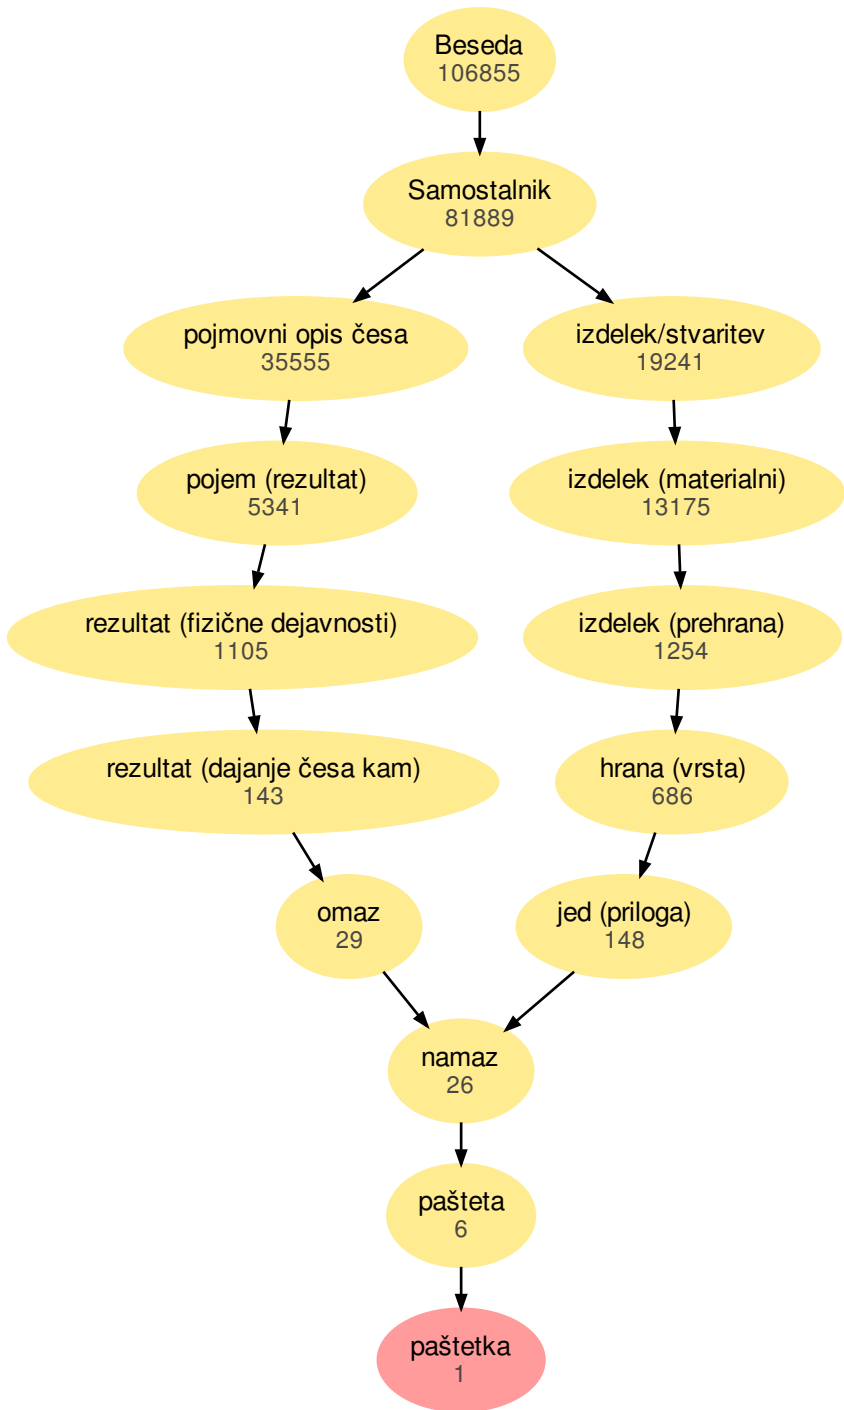 Beseda
106855
Samostalnik
81889
pojmovni opis česa
35555
izdelek/stvaritev
19241
pojem (rezultat)
5341
izdelek (materialni)
13175
rezultat (fizične dejavnosti)
1105
izdelek (prehrana)
1254
rezultat (dajanje česa kam)
143
hrana (vrsta)
686
omaz
29
jed (priloga)
148
namaz
26
pašteta
6
paštetka
1